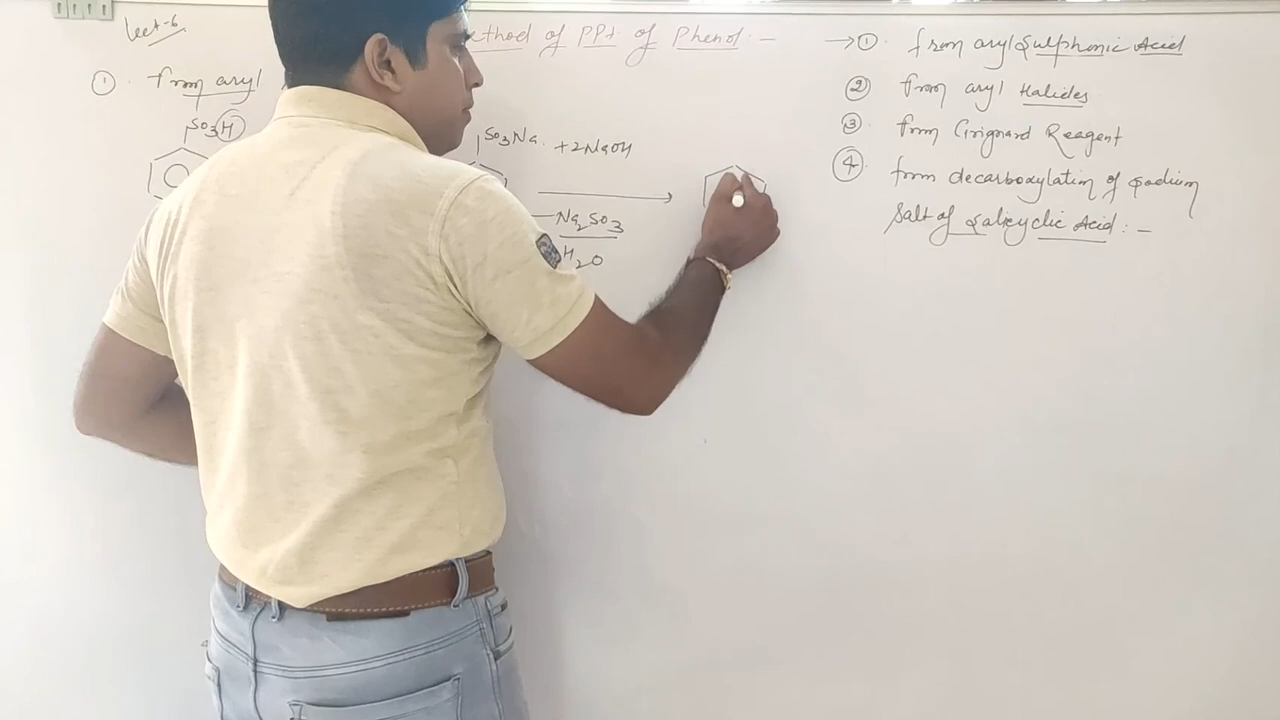 Lect-6
ethod of PPt. of Phenol :-
① from aryl
SO3H
SO3Na + 2NaOH
-Na2SO3
H2O
→ ① from aryl Sulphonic Acid
② from aryl Halides
③ from Grignard Reagent
④ from decarboxylation of Sodium
Salt of Salicyclic Acid :-